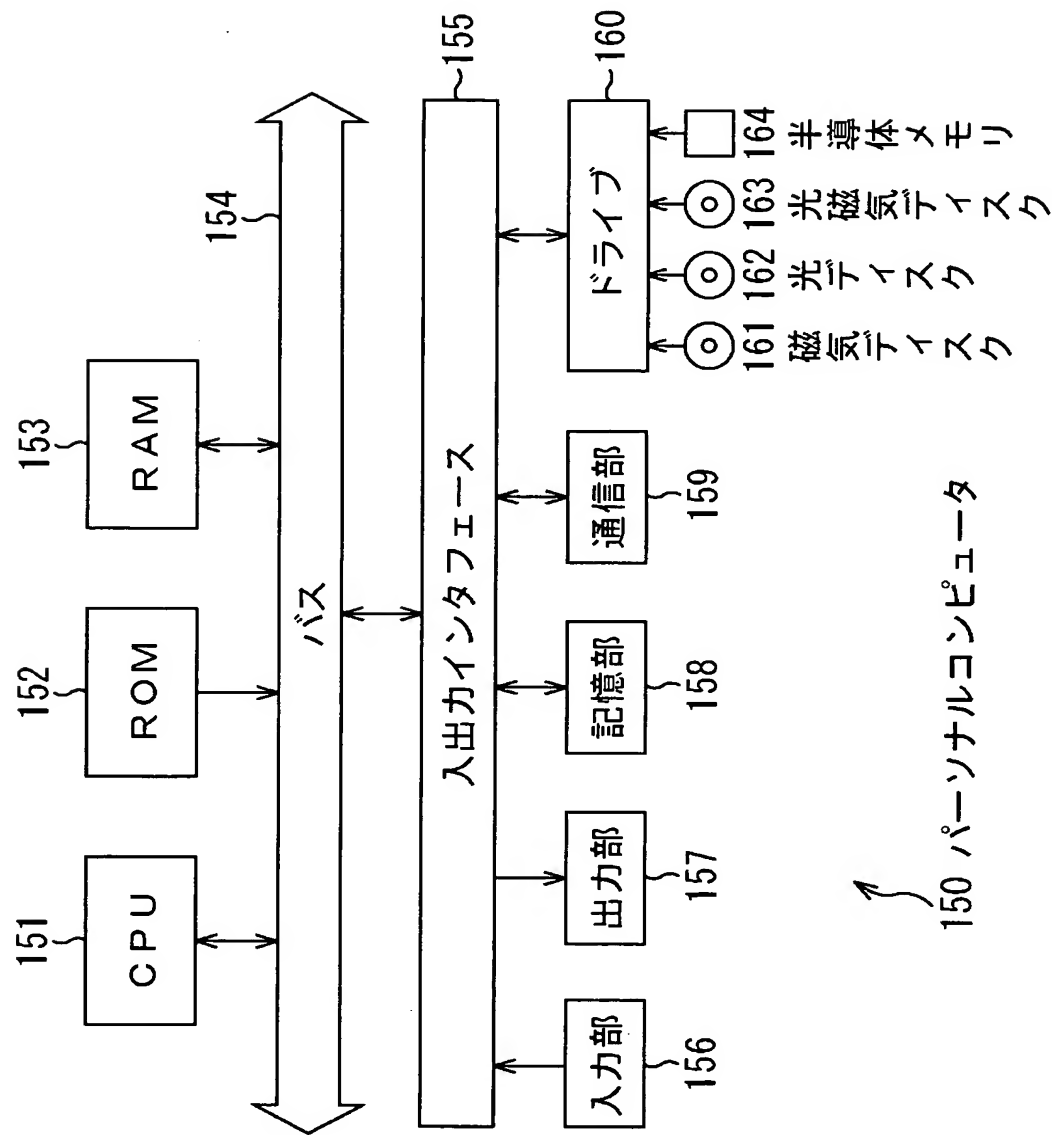 151
CPU
152
ROM
153
RAM
154
バス
155
入出力インタフェース
入力部
156
出力部
157
記憶部
158
通信部
159
160
ドライブ
161
磁気ディスク
162
光ディスク
163
光磁気ディスク
164
半導体メモリ
150 パーソナルコンピュータ